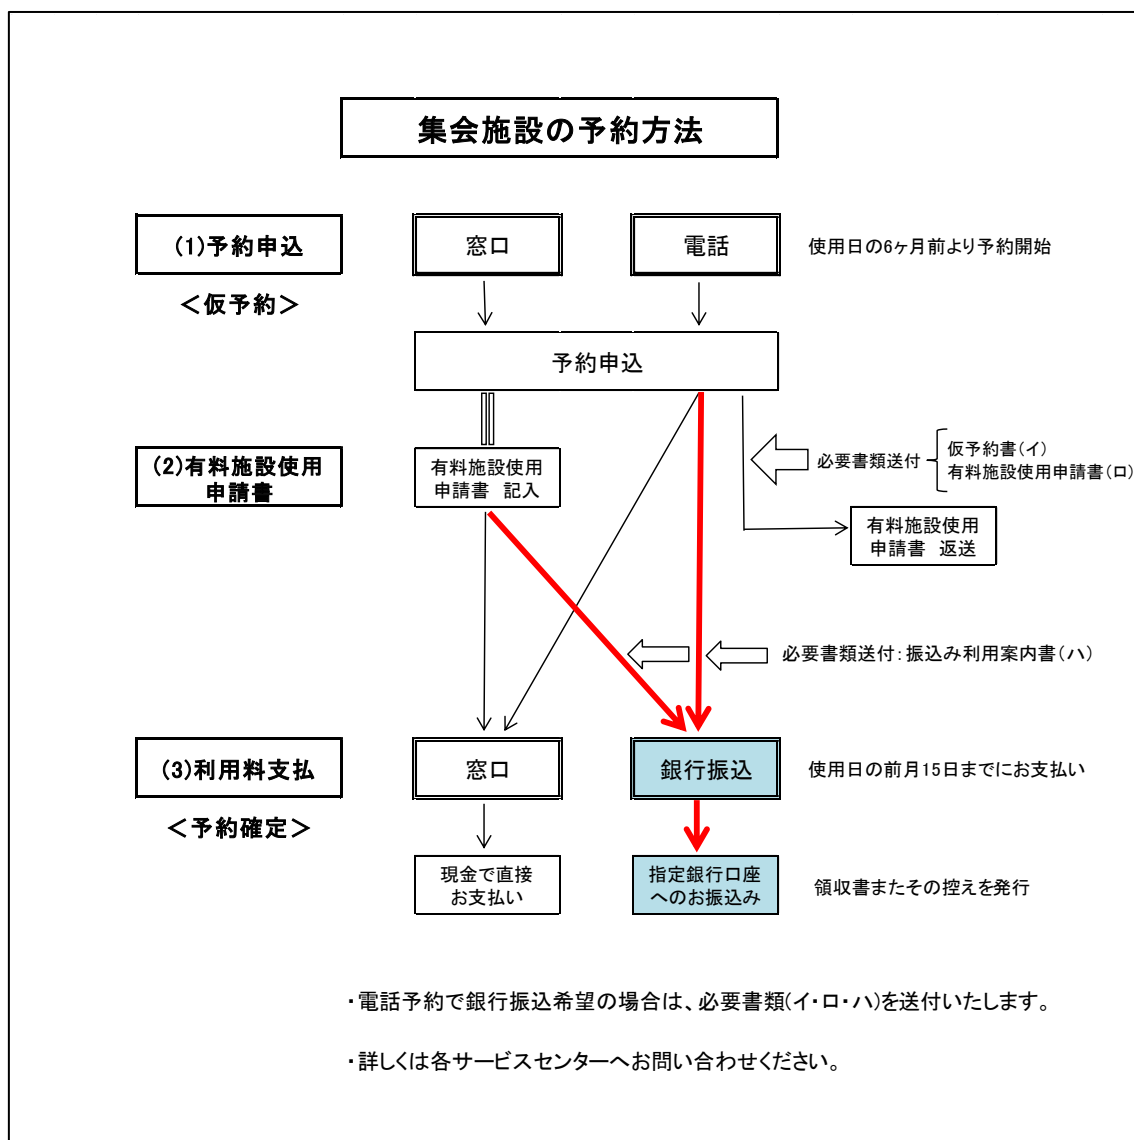 集会施設の予約方法
(1)予約申込
窓口
電話
使用日の6ヶ月前より予約開始
＜仮予約＞
予約申込
(2)有料施設使用
申請書
有料施設使用
申請書 記入
必要書類送付
仮予約書(イ)
有料施設使用申請書(ロ)
有料施設使用
申請書 返送
必要書類送付:振込み利用案内書(ハ)
(3)利用料支払
窓口
銀行振込
使用日の前月15日までにお支払い
＜予約確定＞
現金で直接
お支払い
指定銀行口座
へのお振込み
領収書またその控えを発行
・電話予約で銀行振込希望の場合は、必要書類(イ・ロ・ハ)を送付いたします。
・詳しくは各サービスセンターへお問い合わせください。